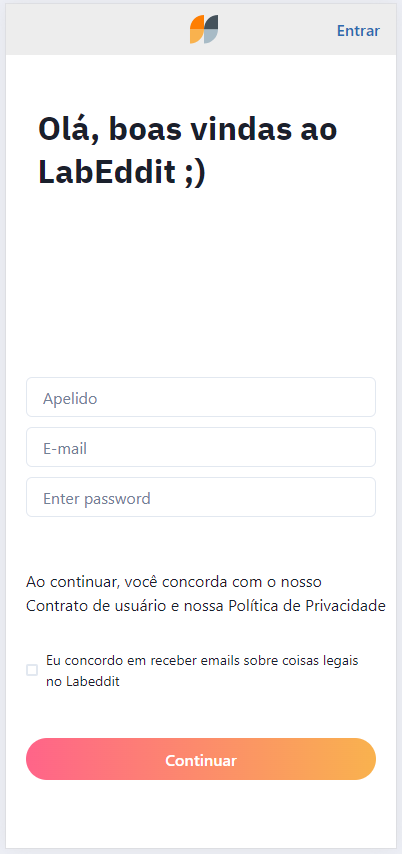 Entrar
Olá, boas vindas ao
LabEddit ;)
Apelido
E-mail
Enter password
Ao continuar, você concorda com o nosso
Contrato de usuário e nossa Política de Privacidade
Eu concordo em receber emails sobre coisas legais
no Labeddit
Continuar